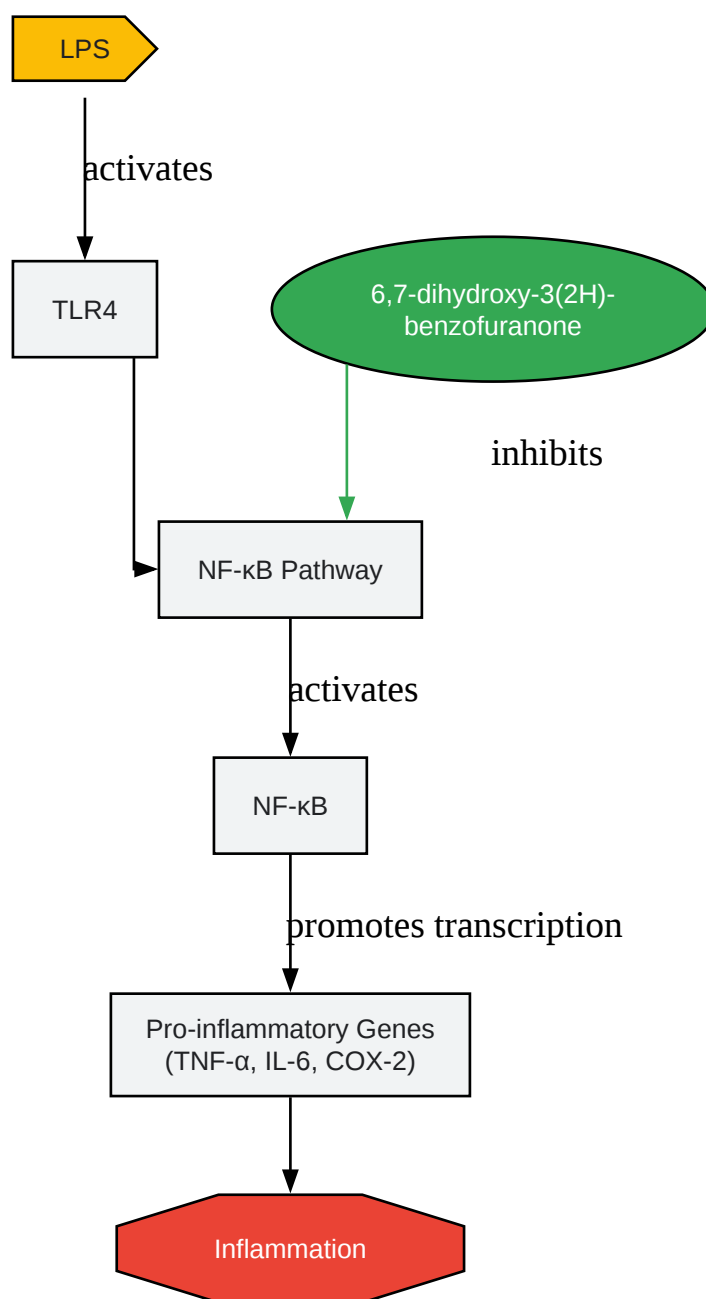 LPS
activates
TLR4
6,7-dihydroxy-3(2H)-
benzofuranone
inhibits
NF-κB Pathway
activates
NF-κB
promotes transcription
Pro-inflammatory Genes
(TNF-α, IL-6, COX-2)
Inflammation